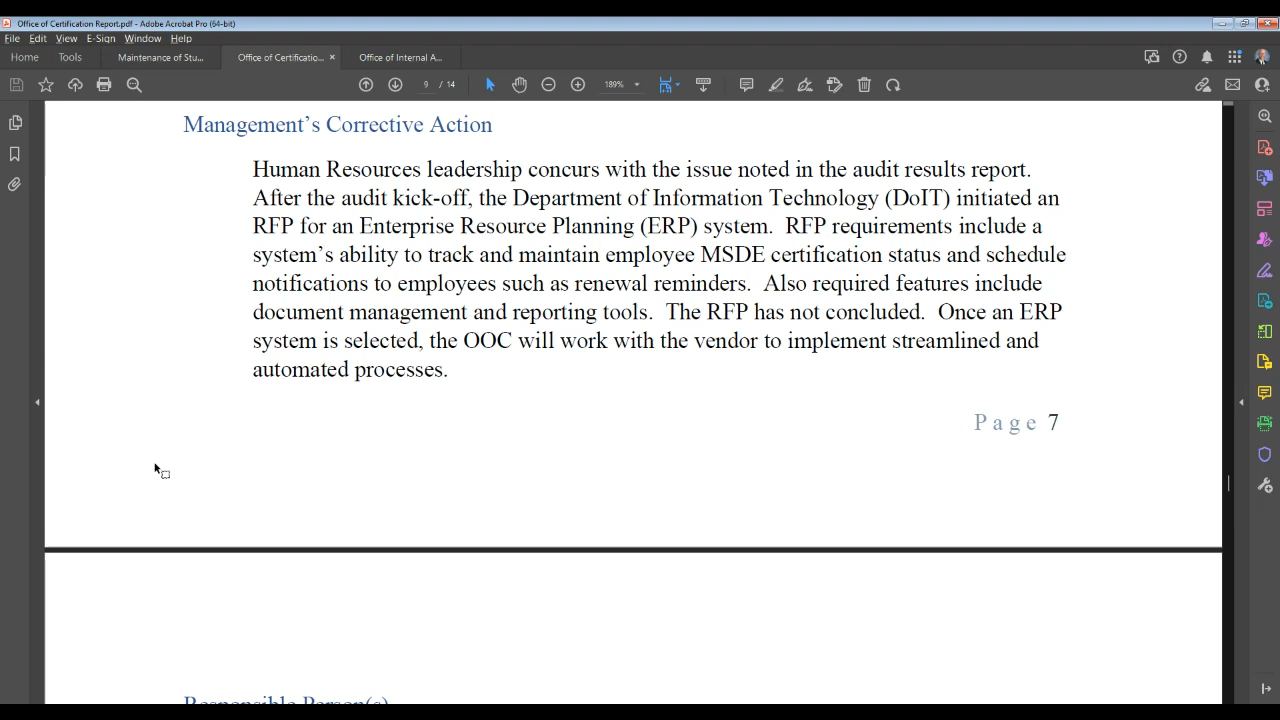 Office of Certification Report.pdf - Adobe Acrobat Pro (64-bit)
File Edit View E-Sign Window Help
Home Tools Maintenance of Stu... Office of Certificatio... × Office of Internal A...
9 / 14 189%
Management's Corrective Action
Human Resources leadership concurs with the issue noted in the audit results report.
After the audit kick-off, the Department of Information Technology (DoIT) initiated an
RFP for an Enterprise Resource Planning (ERP) system. RFP requirements include a
system's ability to track and maintain employee MSDE certification status and schedule
notifications to employees such as renewal reminders. Also required features include
document management and reporting tools. The RFP has not concluded. Once an ERP
system is selected, the OOC will work with the vendor to implement streamlined and
automated processes.
Page 7
Responsible Person(s)